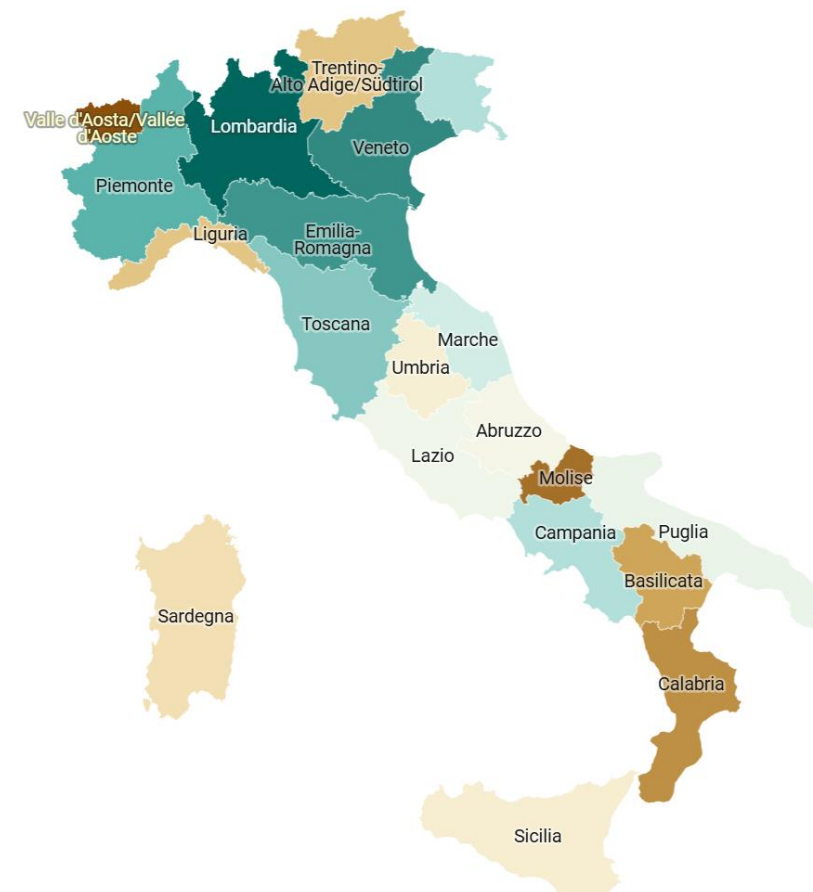 Trentino-
Alto Adige/Südtirol
Valle d'Aosta/Vallée
d'Aoste
Lombardia
Veneto
Piemonte
Liguria
Emilia-
Romagna
Toscana
Marche
Umbria
Abruzzo
Lazio
Molise
Campania
Puglia
Basilicata
Sardegna
Calabria
Sicilia